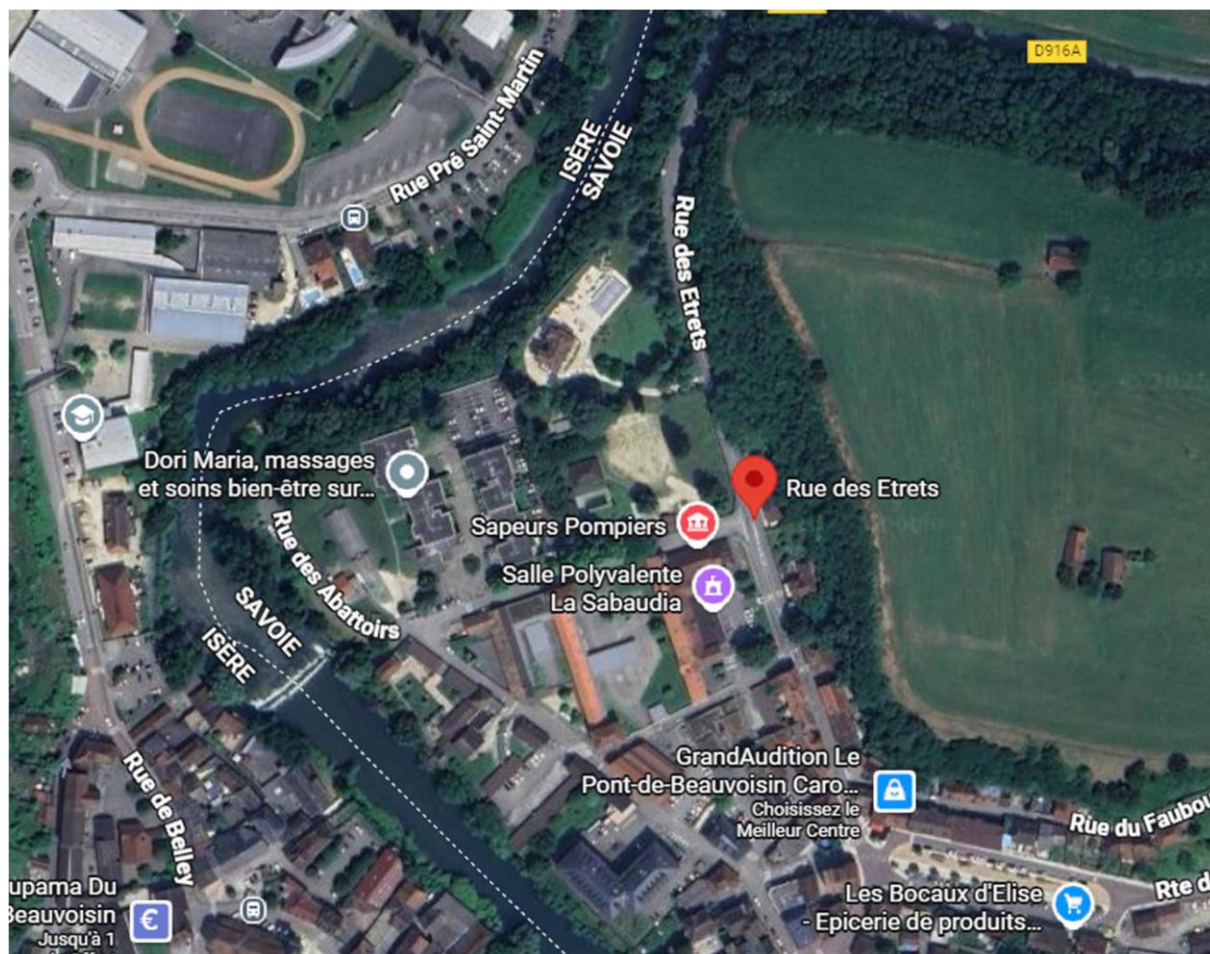 D916A
Rue Pré Saint-Martin
ISÈRE
SAVOIE
Rue des Etrets
Dori Maria, massages
et soins bien-être sur...
Rue des Etrets
Sapeurs Pompiers
Salle Polyvalente
La Sabaudia
Rue des Abattoirs
SAVOIE
ISÈRE
GrandAudition Le
Pont-de-Beauvoisin Caro...
Choisissez le
Meilleur Centre
Rue de Belley
Rue du Faubou
upama Du
Beauvoisin
Jusqu'à 1
Les Bocaux d'Elise
- Epicerie de produits...
Rte d